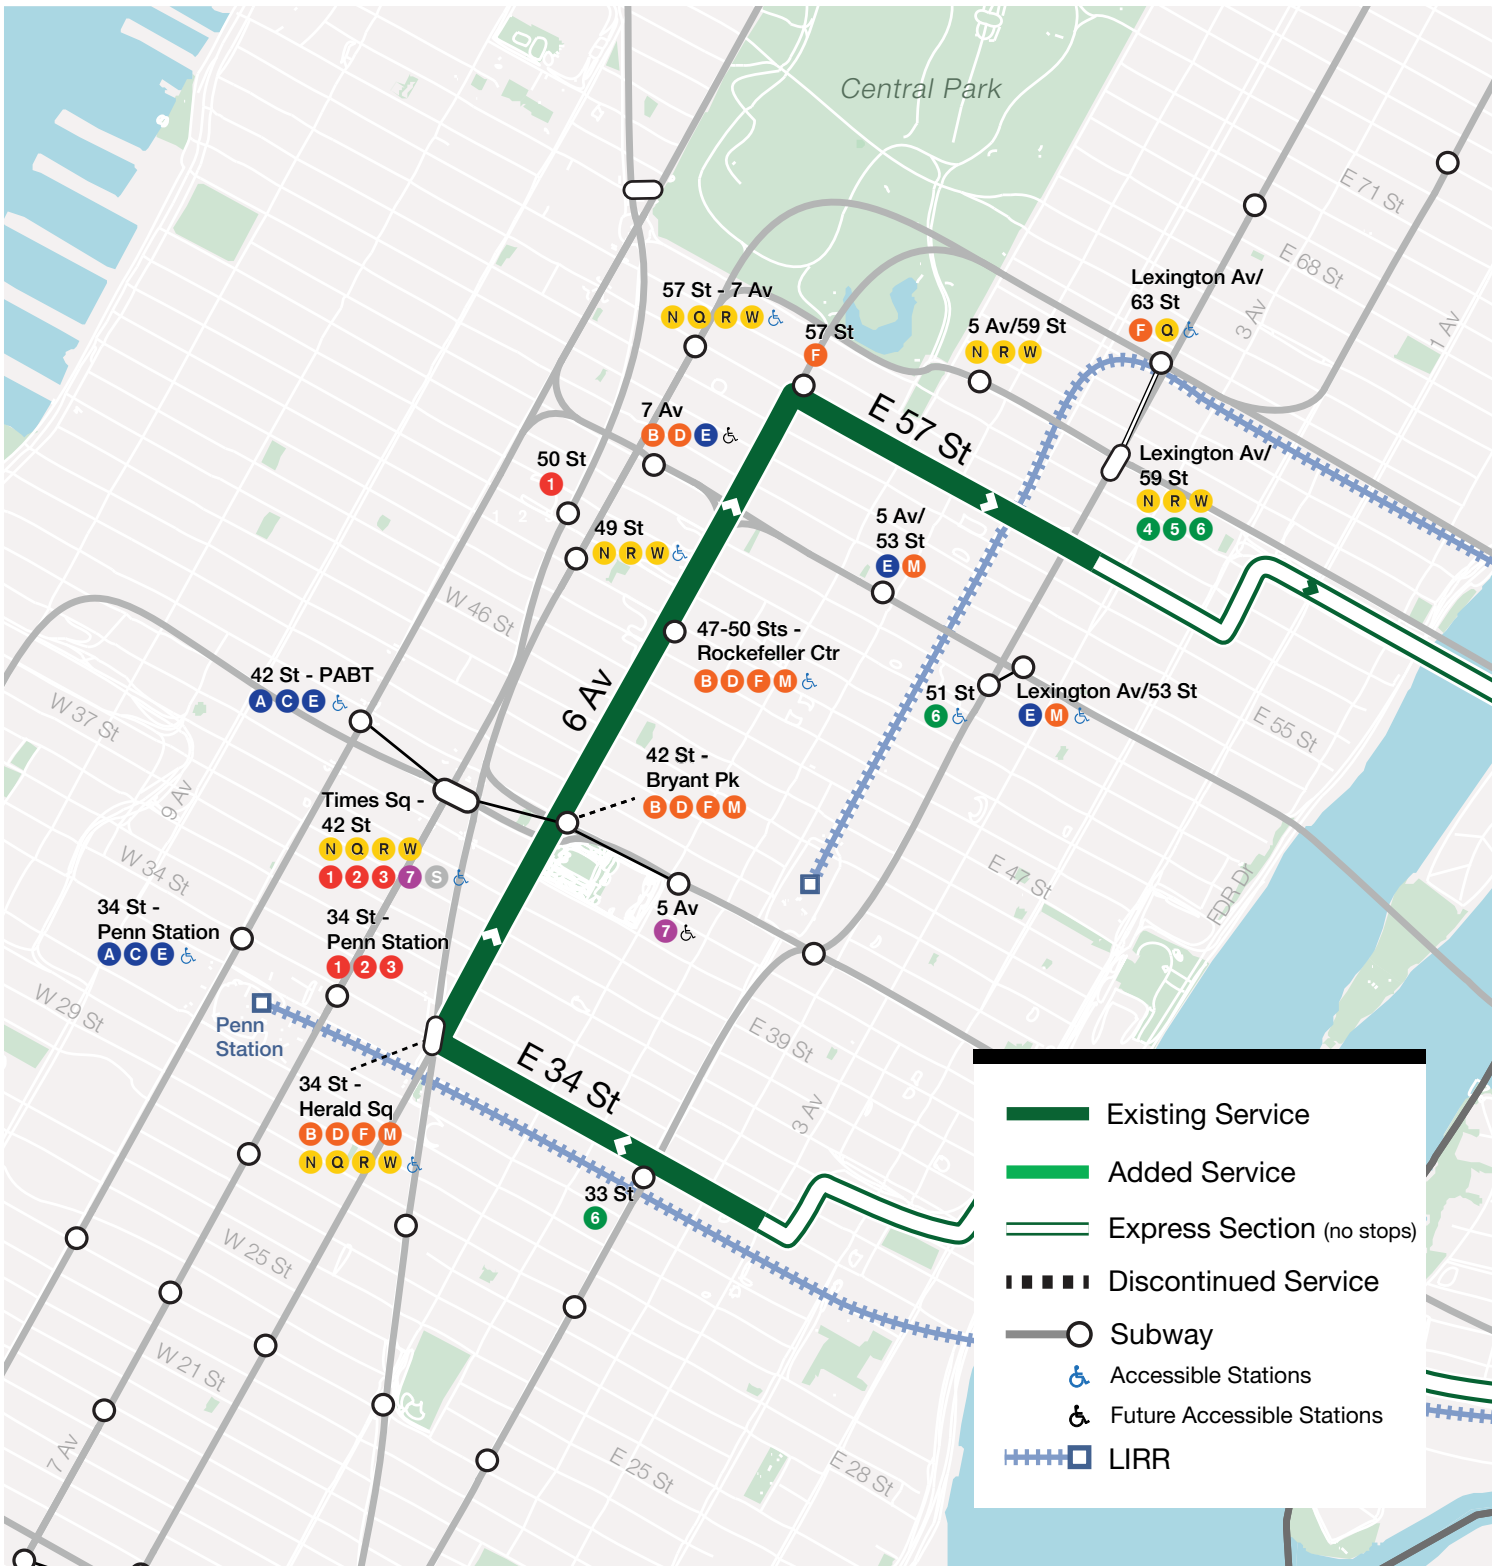 Central Park
E 71 St
E 68 St
3 Av
1 Av
Lexington Av/
63 St
F Q
57 St - 7 Av
N Q R W
57 St
F
5 Av/59 St
N R W
7 Av
B D E
E 57 St
Lexington Av/
59 St
N R W
4 5 6
50 St
1
2
49 St
N R W
5 Av/
53 St
E M
W 46 St
47-50 Sts -
Rockefeller Ctr
B D F M
6 Av
42 St - PABT
A C E
51 St
6
Lexington Av/53 St
E M
E 55 St
W 37 St
9 Av
42 St -
Bryant Pk
B D F M
Times Sq -
42 St
N Q R W
1 2 3 7 S
W 34 St
E 47 St
FDR Dr
34 St -
Penn Station
A C E
34 St -
Penn Station
1 2 3
5 Av
7
W 29 St
Penn
Station
E 39 St
E 34 St
3 Av
34 St -
Herald Sq
B D F M
N Q R W
33 St
6
W 25 St
W 21 St
7 Av
E 25 St
E 28 St
Existing Service
Added Service
Express Section (no stops)
Discontinued Service
Subway
Accessible Stations
Future Accessible Stations
LIRR